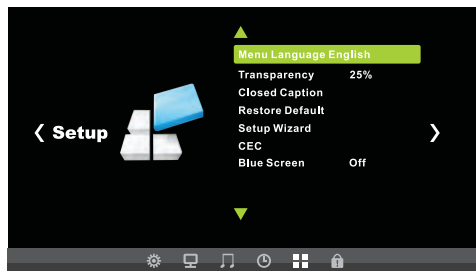 Setup
Menu Language English
Transparency 25%
Closed Caption
Restore Default
Setup Wizard
CEC
Blue Screen Off